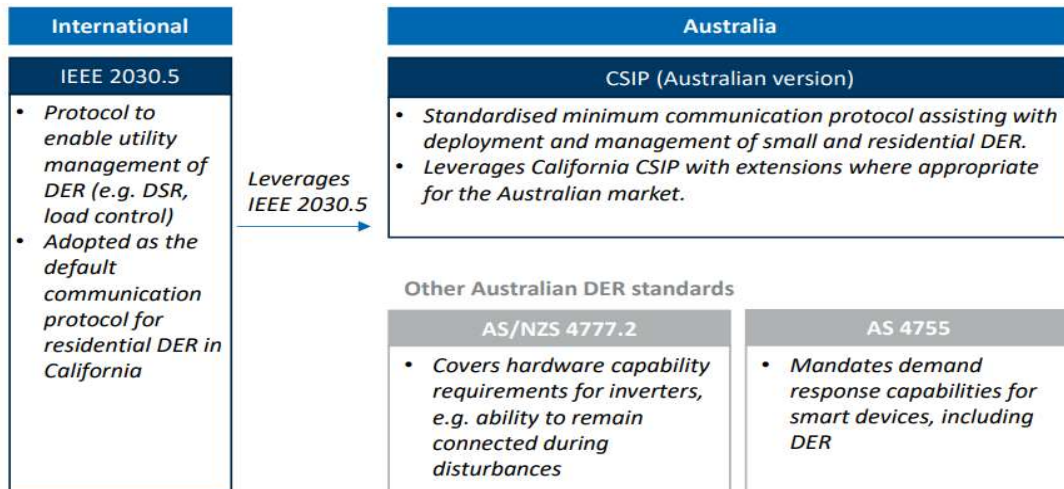 International
IEEE 2030.5
• Protocol to
enable utility
management of
DER (e.g. DSR,
load control)
• Adopted as the
default
communication
protocol for
residential DER in
California
Leverages
IEEE 2030.5
Australia
CSIP (Australian version)
• Standardised minimum communication protocol assisting with
deployment and management of small and residential DER.
• Leverages California CSIP with extensions where appropriate
for the Australian market.
Other Australian DER standards
AS/NZS 4777.2
• Covers hardware capability
requirements for inverters,
e.g. ability to remain
connected during
disturbances
AS 4755
• Mandates demand
response capabilities for
smart devices, including
DER